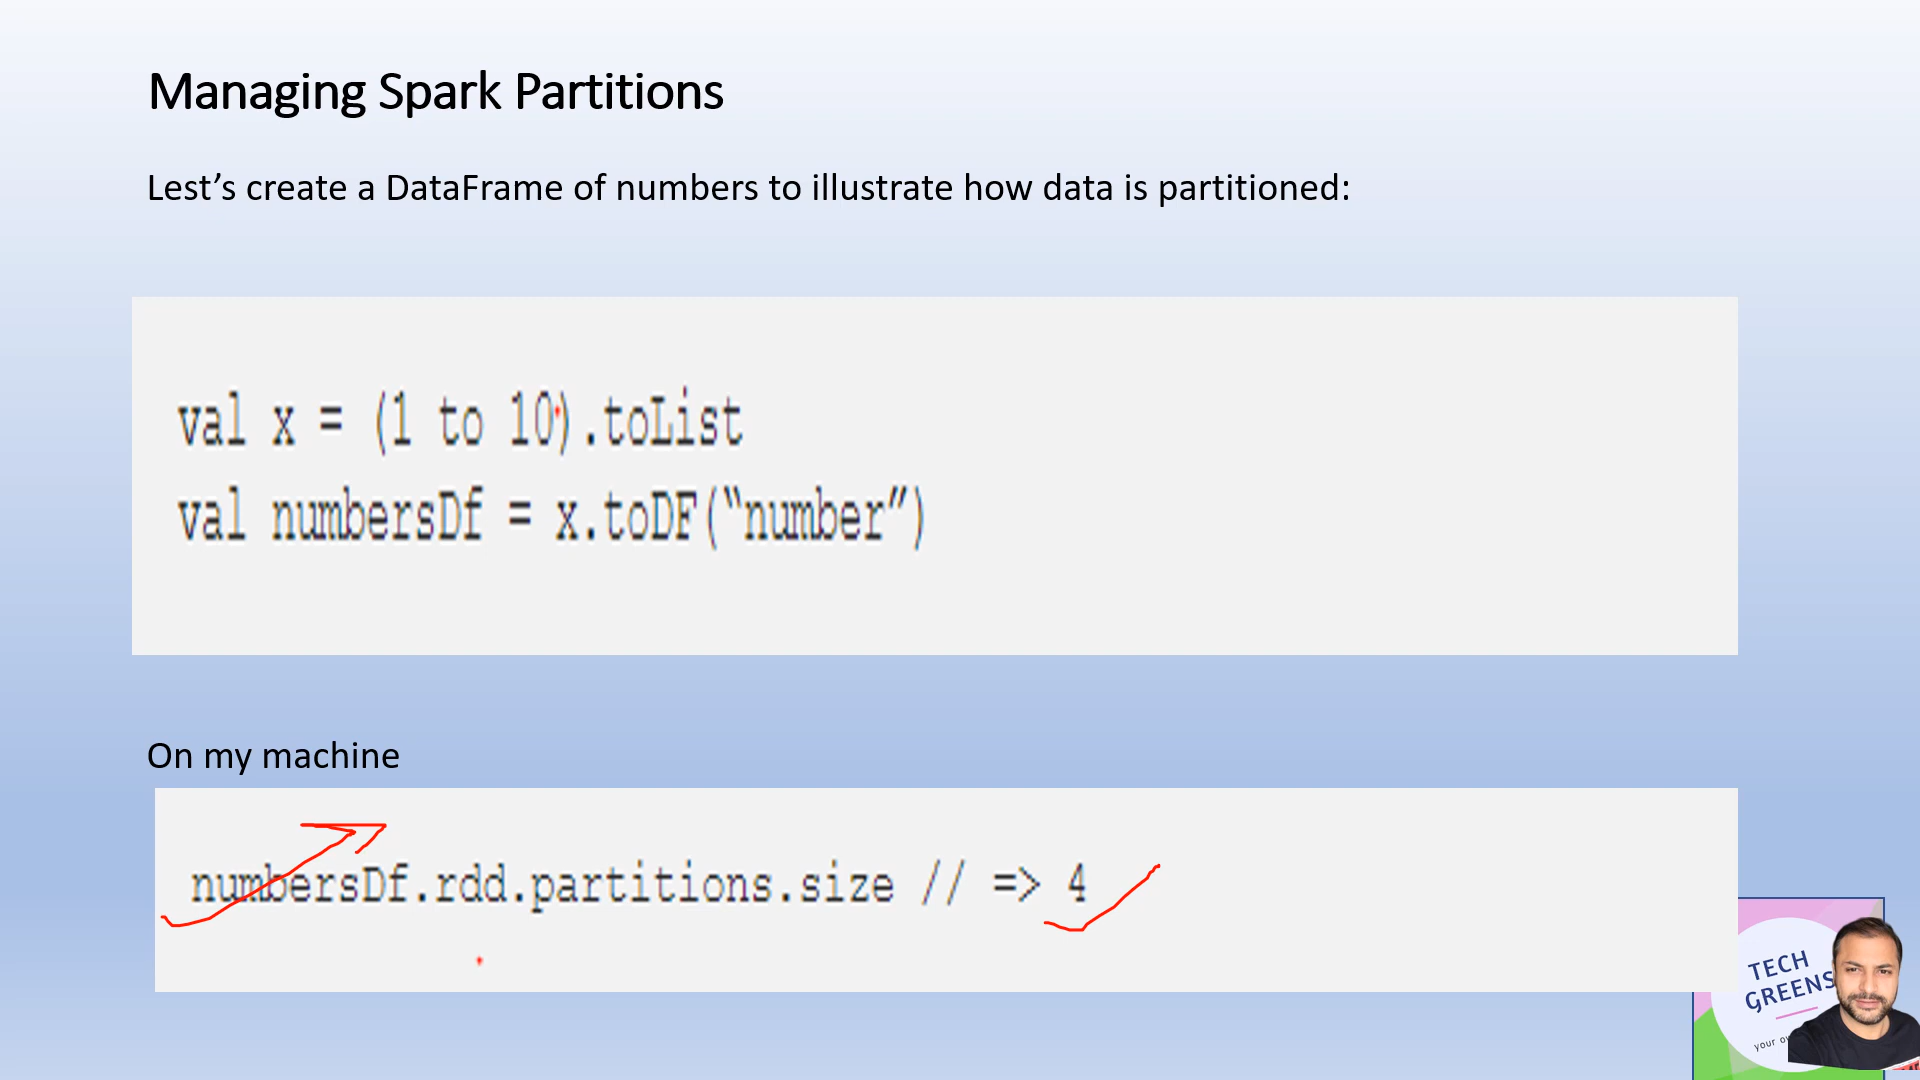 Managing Spark Partitions
Lest’s create a DataFrame of numbers to illustrate how data is partitioned:
val x = (1 to 10).toList
val numbersDf = x.toDF(“number”)
On my machine
numbersDf.rdd.partitions.size // => 4
TECH
GREENS
your